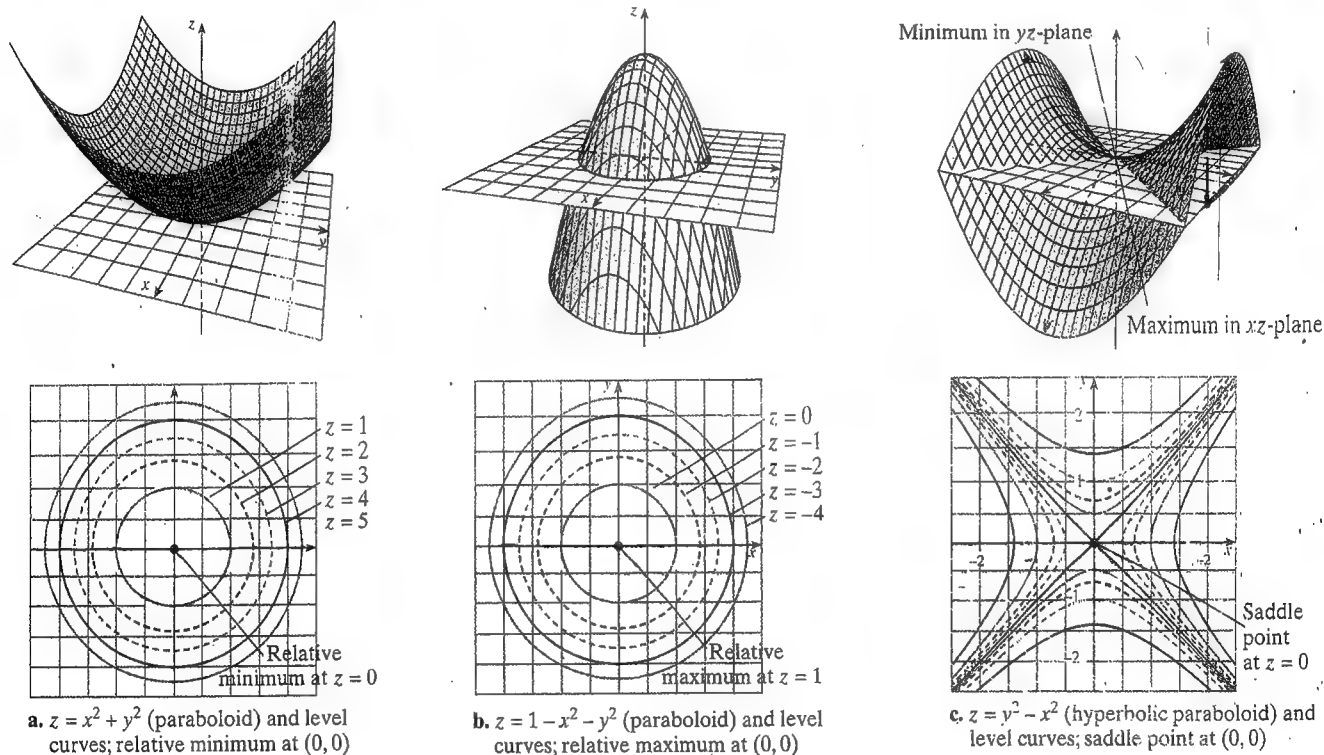 z
y
x
z
y
x
Minimum in yz-plane
Maximum in xz-plane
z = 1
z = 2
z = 3
z = 4
z = 5
Relative
minimum at z = 0
y
x
z = 0
z = −1
z = −2
z = −3
z = −4
Relative
maximum at z = 1
2
1
−2
−2
−1
−2
x
Saddle
point
at z = 0
a. z = x² + y² (paraboloid) and level
curves; relative minimum at (0, 0)
b. z = 1 − x² − y² (paraboloid) and level
curves; relative maximum at (0, 0)
c. z = y² − x² (hyperbolic paraboloid) and
level curves; saddle point at (0, 0)